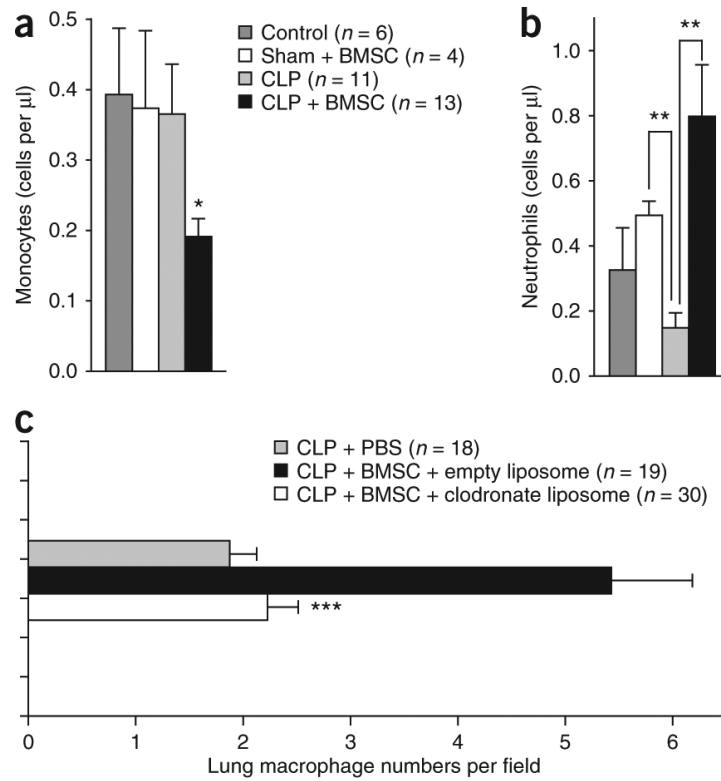 a
0.5
0.4
0.3
0.2
0.1
0.0
Monocytes (cells per µl)
*
Control (n = 6)
Sham + BMSC (n = 4)
CLP (n = 11)
CLP + BMSC (n = 13)
b
1.0
0.8
0.6
0.4
0.2
0.0
Neutrophils (cells per µl)
**
**
c
CLP + PBS (n = 18)
CLP + BMSC + empty liposome (n = 19)
CLP + BMSC + clodronate liposome (n = 30)
***
0 1 2 3 4 5 6
Lung macrophage numbers per field